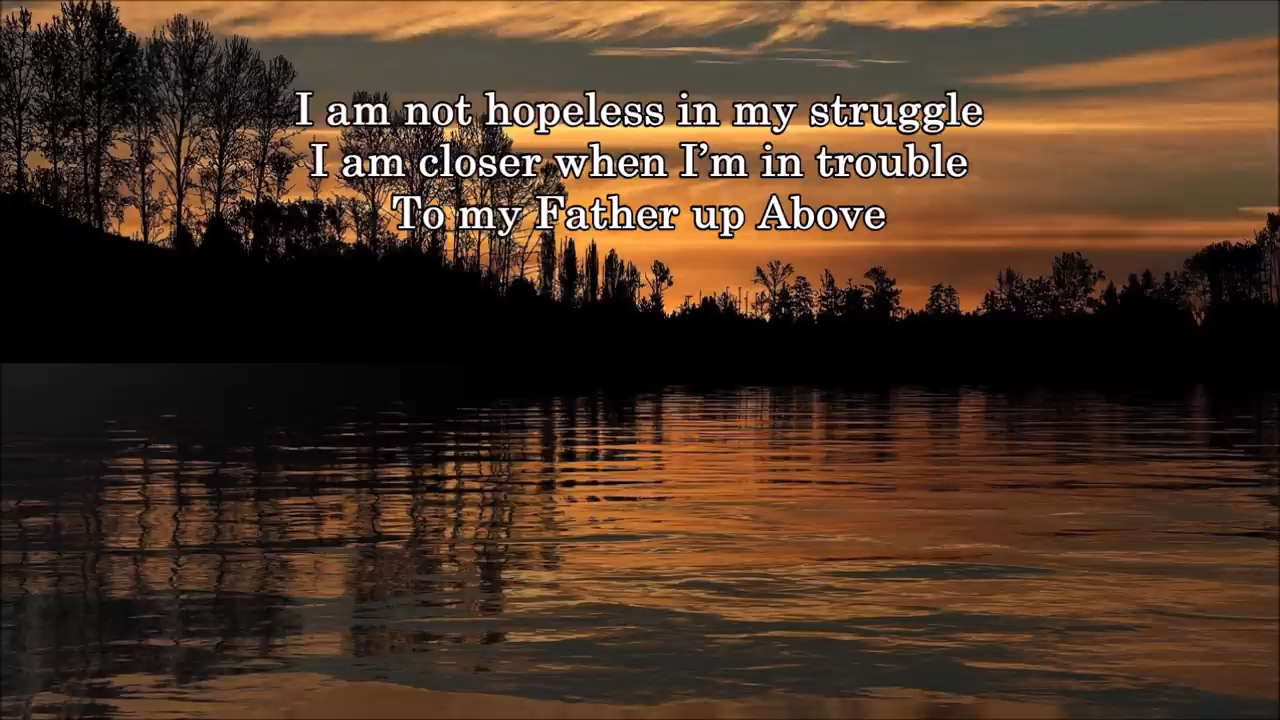 I am not hopeless in my struggle
I am closer when I’m in trouble
To my Father up Above